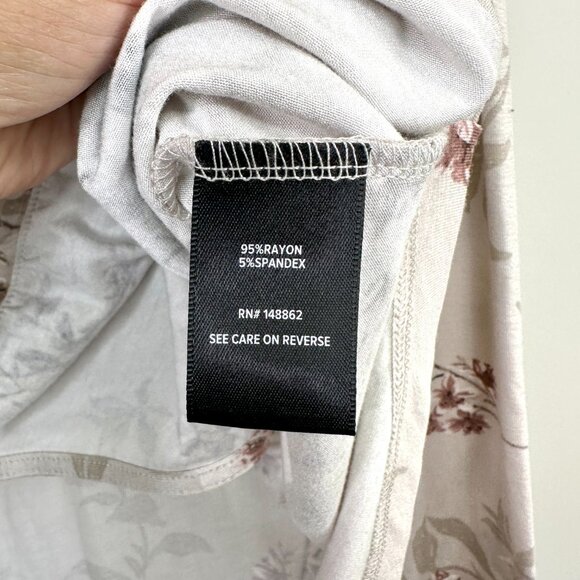 95%RAYON
5%SPANDEX
RN# 148862
SEE CARE ON REVERSE